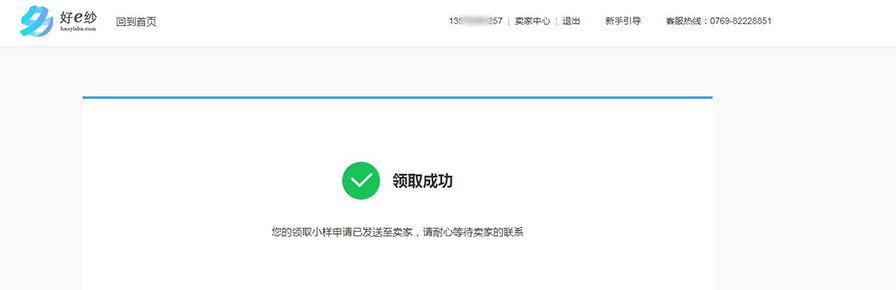 好e纱
haoyisha.com
回到首页
257 | 卖家中心 | 退出 新手引导 客服热线：0769-82228851
领取成功
您的领取小样申请已发送至卖家，请耐心等待卖家的联系